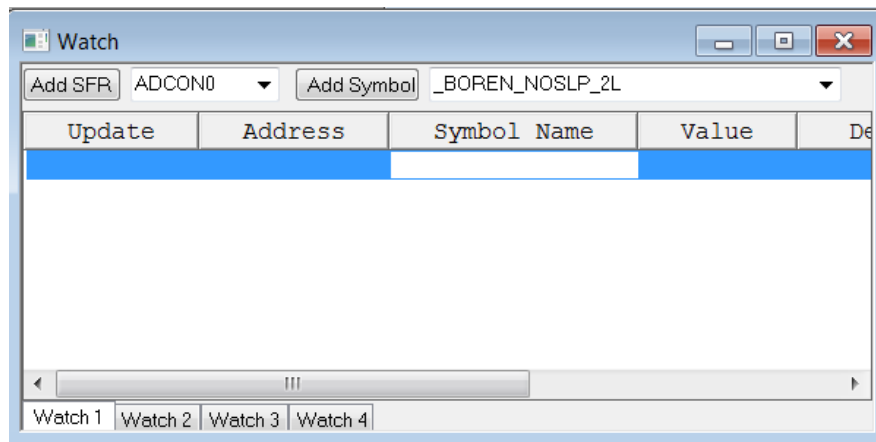 Watch
Add SFR ADCON0 Add Symbol _BOREN_NOSLP_2L
Update Address Symbol Name Value De
Watch 1 Watch 2 Watch 3 Watch 4